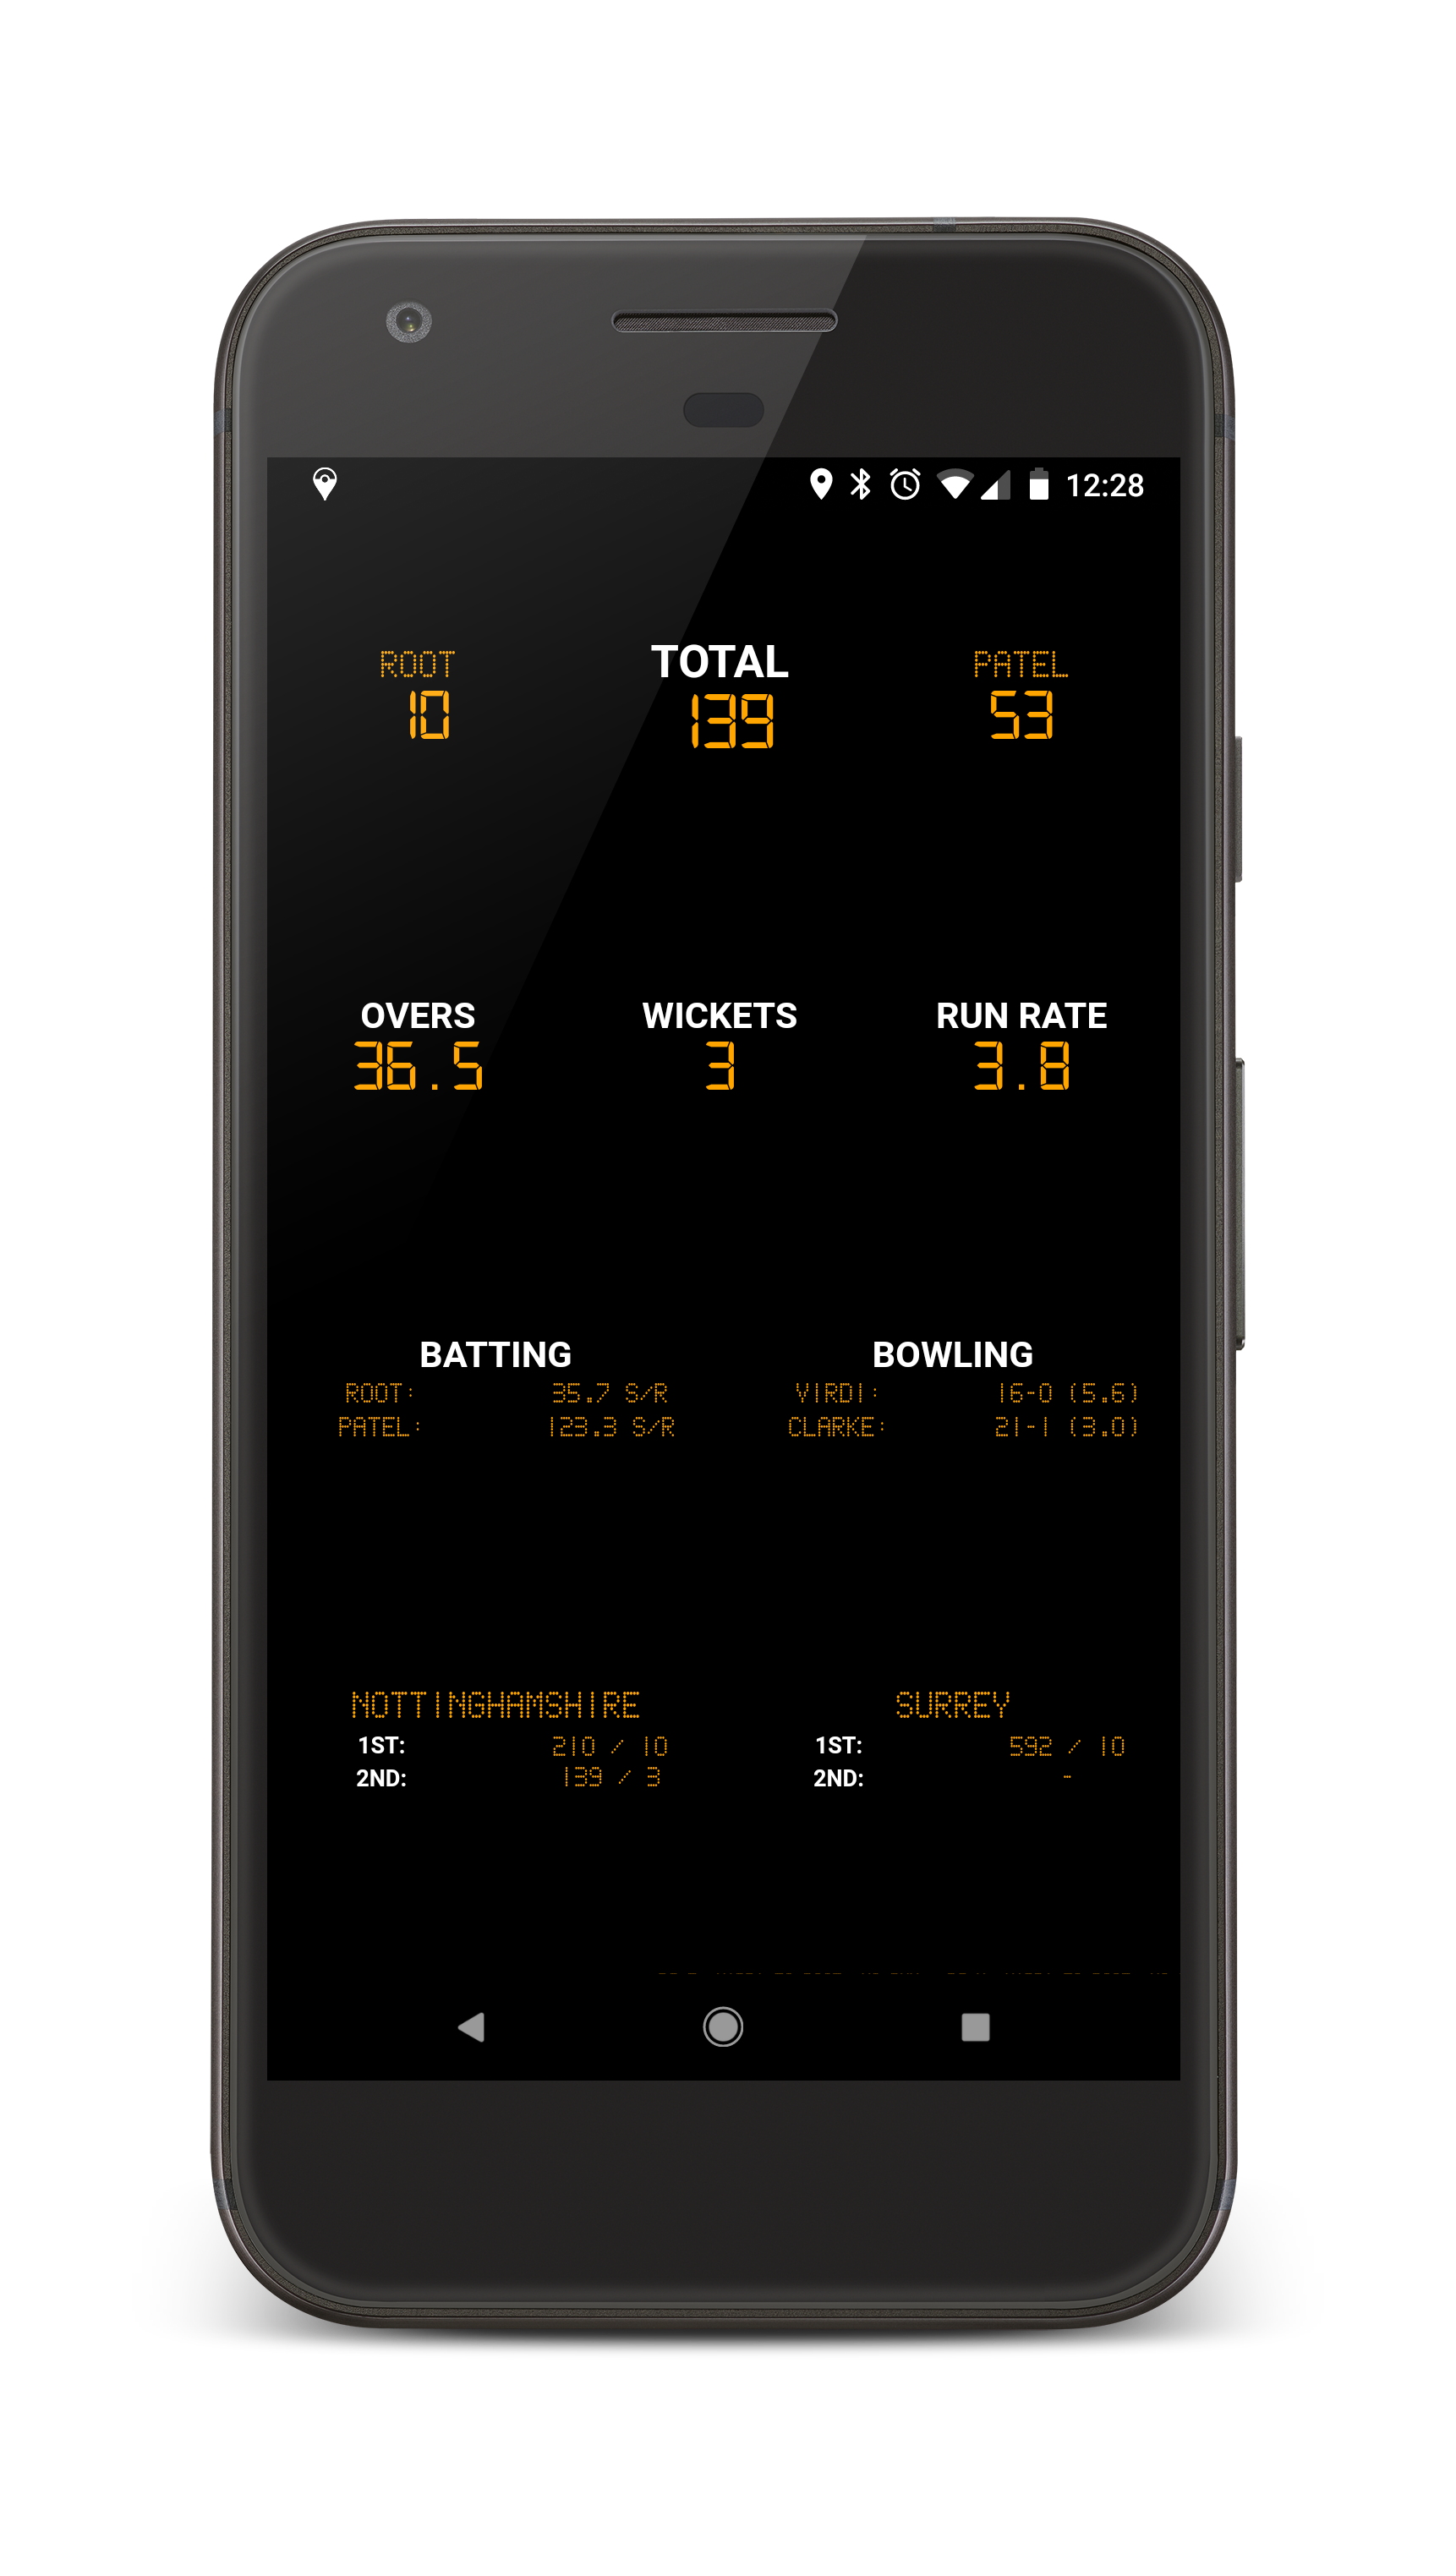 12:28
ROOT TOTAL PATEL
10 139 53
OVERS WICKETS RUN RATE
36.5 3 3.8
BATTING BOWLING
ROOT: 35.7 S/R VIRDI: 16-0 (5.6)
PATEL: 123.3 S/R CLARKE: 21-1 (3.0)
NOTTINGHAMSHIRE SURREY
1ST: 210 / 10 1ST: 592 / 10
2ND: 139 / 3 2ND: -